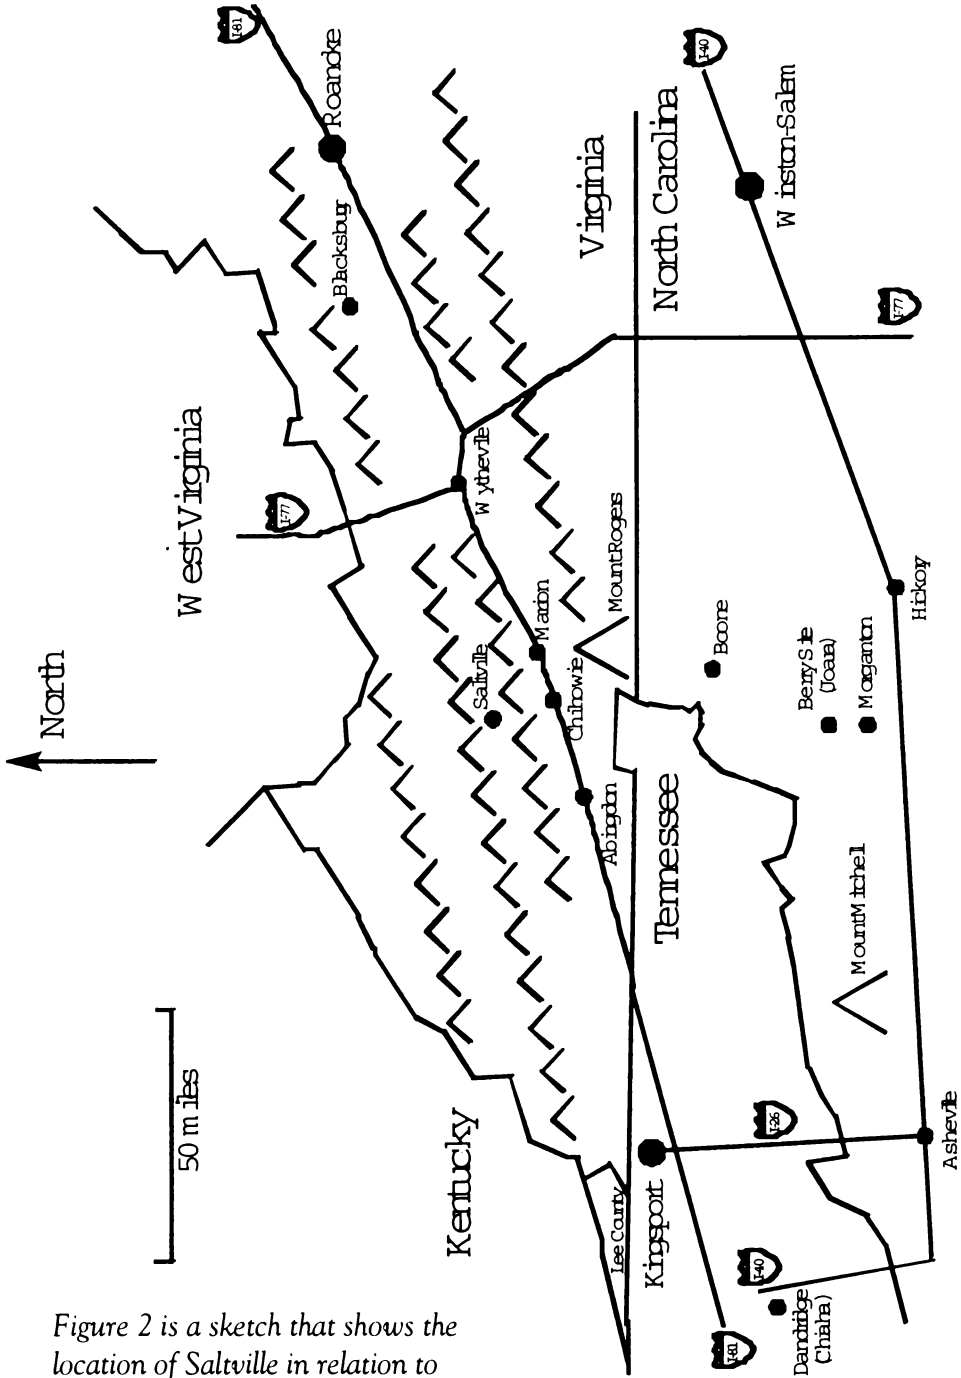 I-81
Roanoke
Blacksburg
Virginia
North Carolina
I-40
Winston-Salem
I-77
West Virginia
I-77
Wytheville
Mount Rogers
Marion
Saltville
Chilhowie
Abingdon
North
Boone
Berry Site
(Joara)
Morganton
Hickory
Tennessee
Mount Mitchell
50 miles
Kentucky
Lee County
Kingsport
I-26
Asheville
I-40
I-81
Dandridge
(Chiaha)
Figure 2 is a sketch that shows the
location of Saltville in relation to